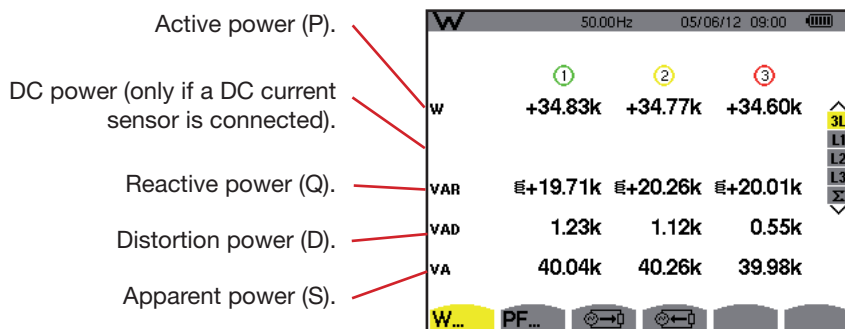 W 50.00Hz 05/06/12 09:00
Active power (P).
1 2 3
DC power (only if a DC current
sensor is connected).
W +34.83k +34.77k +34.60k
3L
L1
L2
L3
Σ
Reactive power (Q).
VAR +19.71k +20.26k +20.01k
Distortion power (D).
VAD 1.23k 1.12k 0.55k
Apparent power (S).
VA 40.04k 40.26k 39.98k
W... PF...